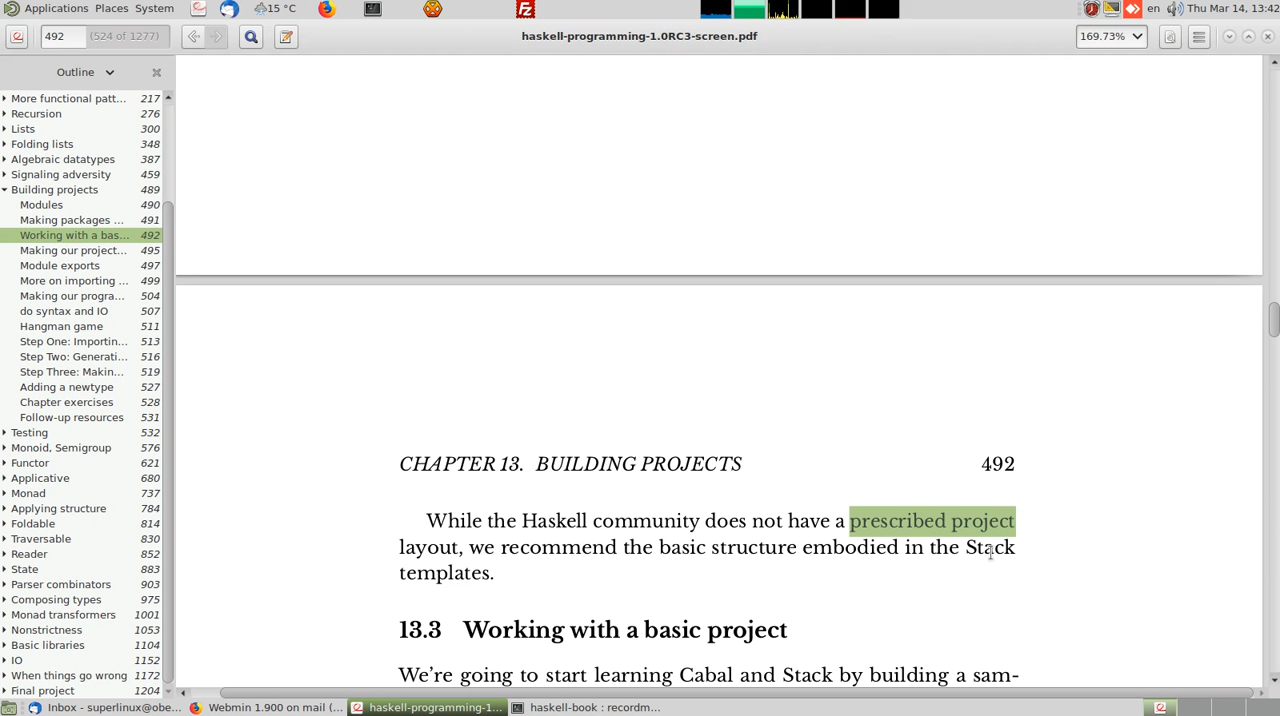 Applications Places System 15 °C en Thu Mar 14, 13:42
492 (524 of 1277) haskell-programming-1.0RC3-screen.pdf 169.73%
Outline
More functional patt... 217
Recursion 276
Lists 300
Folding lists 348
Algebraic datatypes 387
Signaling adversity 459
Building projects 489
Modules 490
Making packages ... 491
Working with a bas... 492
Making our project... 495
Module exports 497
More on importing ... 499
Making our progra... 504
do syntax and IO 507
Hangman game 511
Step One: Importin... 513
Step Two: Generati... 516
Step Three: Makin... 519
Adding a newtype 527
Chapter exercises 528
Follow-up resources 531
Testing 532
Monoid, Semigroup 576
Functor 621
Applicative 680
Monad 737
Applying structure 784
Foldable 814
Traversable 830
Reader 852
State 883
Parser combinators 903
Composing types 975
Monad transformers 1001
Nonstrictness 1053
Basic libraries 1104
IO 1152
When things go wrong 1172
Final project 1204
CHAPTER 13. BUILDING PROJECTS 492
While the Haskell community does not have a prescribed project
layout, we recommend the basic structure embodied in the Stack
templates.
13.3 Working with a basic project
We're going to start learning Cabal and Stack by building a sam-
Inbox - superlinux@obe... Webmin 1.900 on mail (... haskell-programming-1.... haskell-book : recordm...